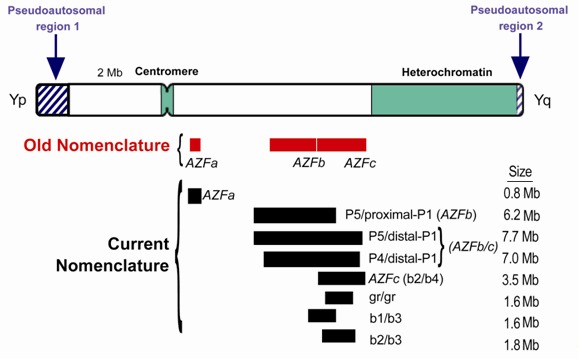 Pseudoautosomal region 1
Pseudoautosomal region 2
2 Mb
Centromere
Heterochromatin
Yp
Yq
Old Nomenclature
AZFa
AZFb
AZFc
Size
Current Nomenclature
AZFa 0.8 Mb
P5/proximal-P1 (AZFb) 6.2 Mb
P5/distal-P1 7.7 Mb
(AZFb/c)
P4/distal-P1 7.0 Mb
AZFc (b2/b4) 3.5 Mb
gr/gr 1.6 Mb
b1/b3 1.6 Mb
b2/b3 1.8 Mb